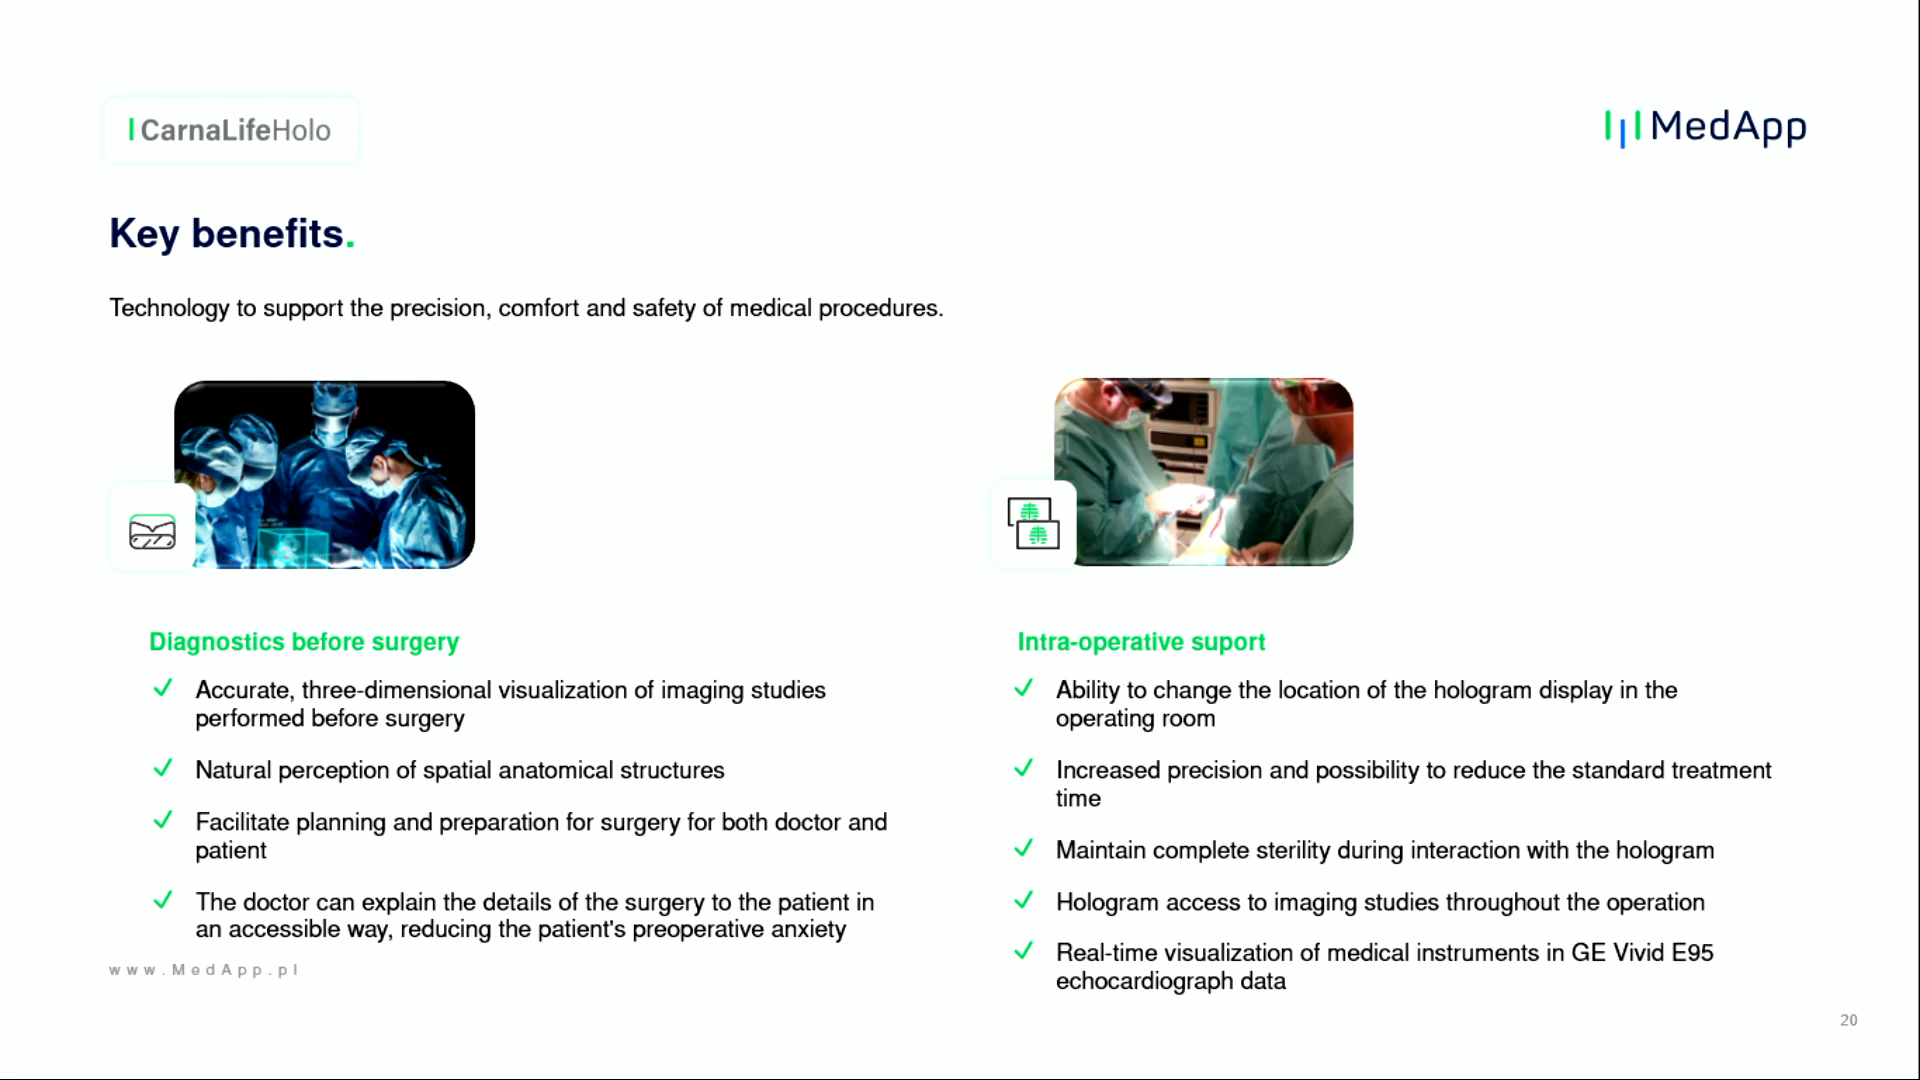 CarnaLifeHolo
MedApp
Key benefits.
Technology to support the precision, comfort and safety of medical procedures.
Diagnostics before surgery
Accurate, three-dimensional visualization of imaging studies
performed before surgery
Natural perception of spatial anatomical structures
Facilitate planning and preparation for surgery for both doctor and
patient
The doctor can explain the details of the surgery to the patient in
an accessible way, reducing the patient's preoperative anxiety
Intra-operative suport
Ability to change the location of the hologram display in the
operating room
Increased precision and possibility to reduce the standard treatment
time
Maintain complete sterility during interaction with the hologram
Hologram access to imaging studies throughout the operation
Real-time visualization of medical instruments in GE Vivid E95
echocardiograph data
www.MedApp.pl
20